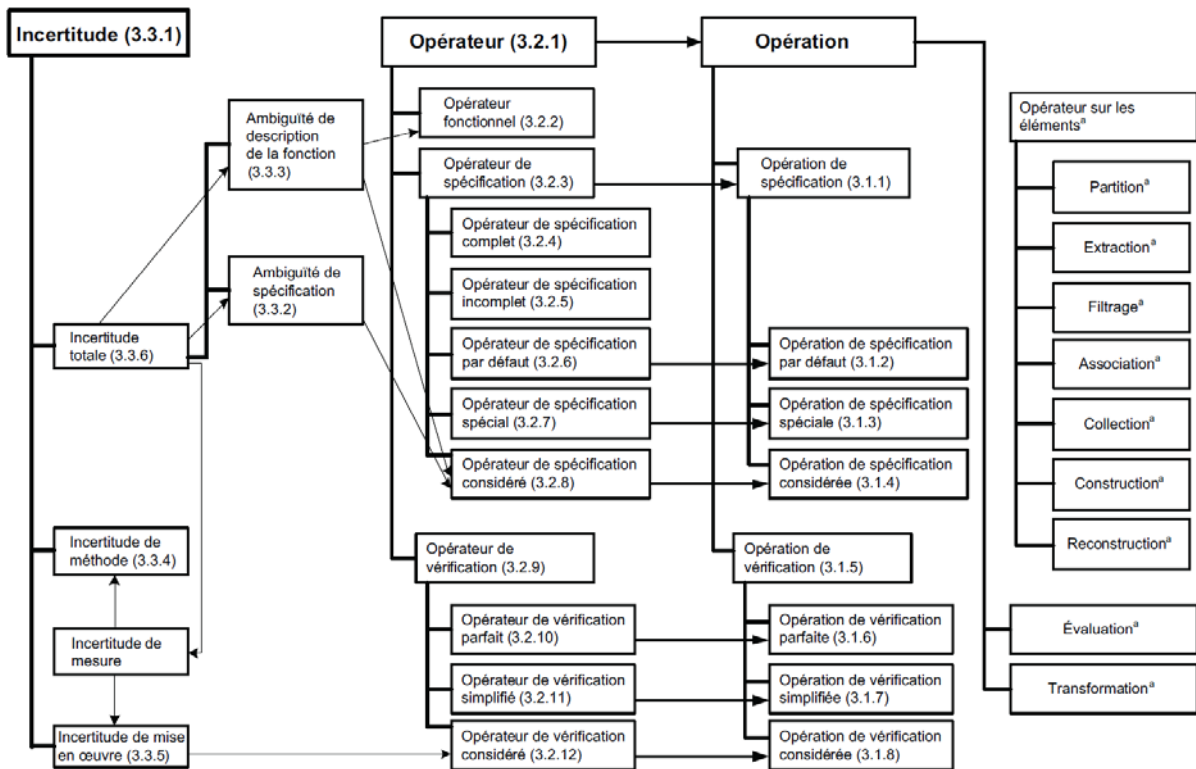 Incertitude (3.3.1)
Opérateur (3.2.1)
Opération
Ambiguïté de
description
de la fonction
(3.3.3)
Ambiguïté de
spécification
(3.3.2)
Incertitude
totale (3.3.6)
Incertitude de
méthode (3.3.4)
Incertitude de
mesure
Incertitude de mise
en œuvre (3.3.5)
Opérateur
fonctionnel (3.2.2)
Opérateur de
spécification (3.2.3)
Opérateur de spécification
complet (3.2.4)
Opérateur de spécification
incomplet (3.2.5)
Opérateur de spécification
par défaut (3.2.6)
Opérateur de spécification
spécial (3.2.7)
Opérateur de spécification
considéré (3.2.8)
Opérateur de
vérification (3.2.9)
Opérateur de vérification
parfait (3.2.10)
Opérateur de vérification
simplifié (3.2.11)
Opérateur de vérification
considéré (3.2.12)
Opération de
spécification (3.1.1)
Opération de spécification
par défaut (3.1.2)
Opération de spécification
spéciale (3.1.3)
Opération de spécification
considérée (3.1.4)
Opération de
vérification (3.1.5)
Opération de vérification
parfaite (3.1.6)
Opération de vérification
simplifiée (3.1.7)
Opération de vérification
considérée (3.1.8)
Opérateur sur les
élémentsᵃ
Partitionᵃ
Extractionᵃ
Filtrageᵃ
Associationᵃ
Collectionᵃ
Constructionᵃ
Reconstructionᵃ
Évaluationᵃ
Transformationᵃ